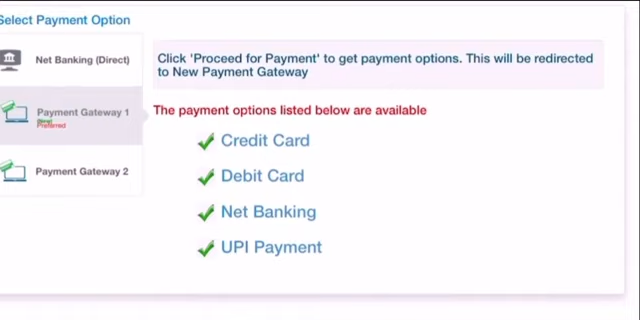 Select Payment Option
Net Banking (Direct)
Click 'Proceed for Payment' to get payment options. This will be redirected
to New Payment Gateway
Payment Gateway 1
Preferred
The payment options listed below are available
Credit Card
Debit Card
Payment Gateway 2
Net Banking
UPI Payment